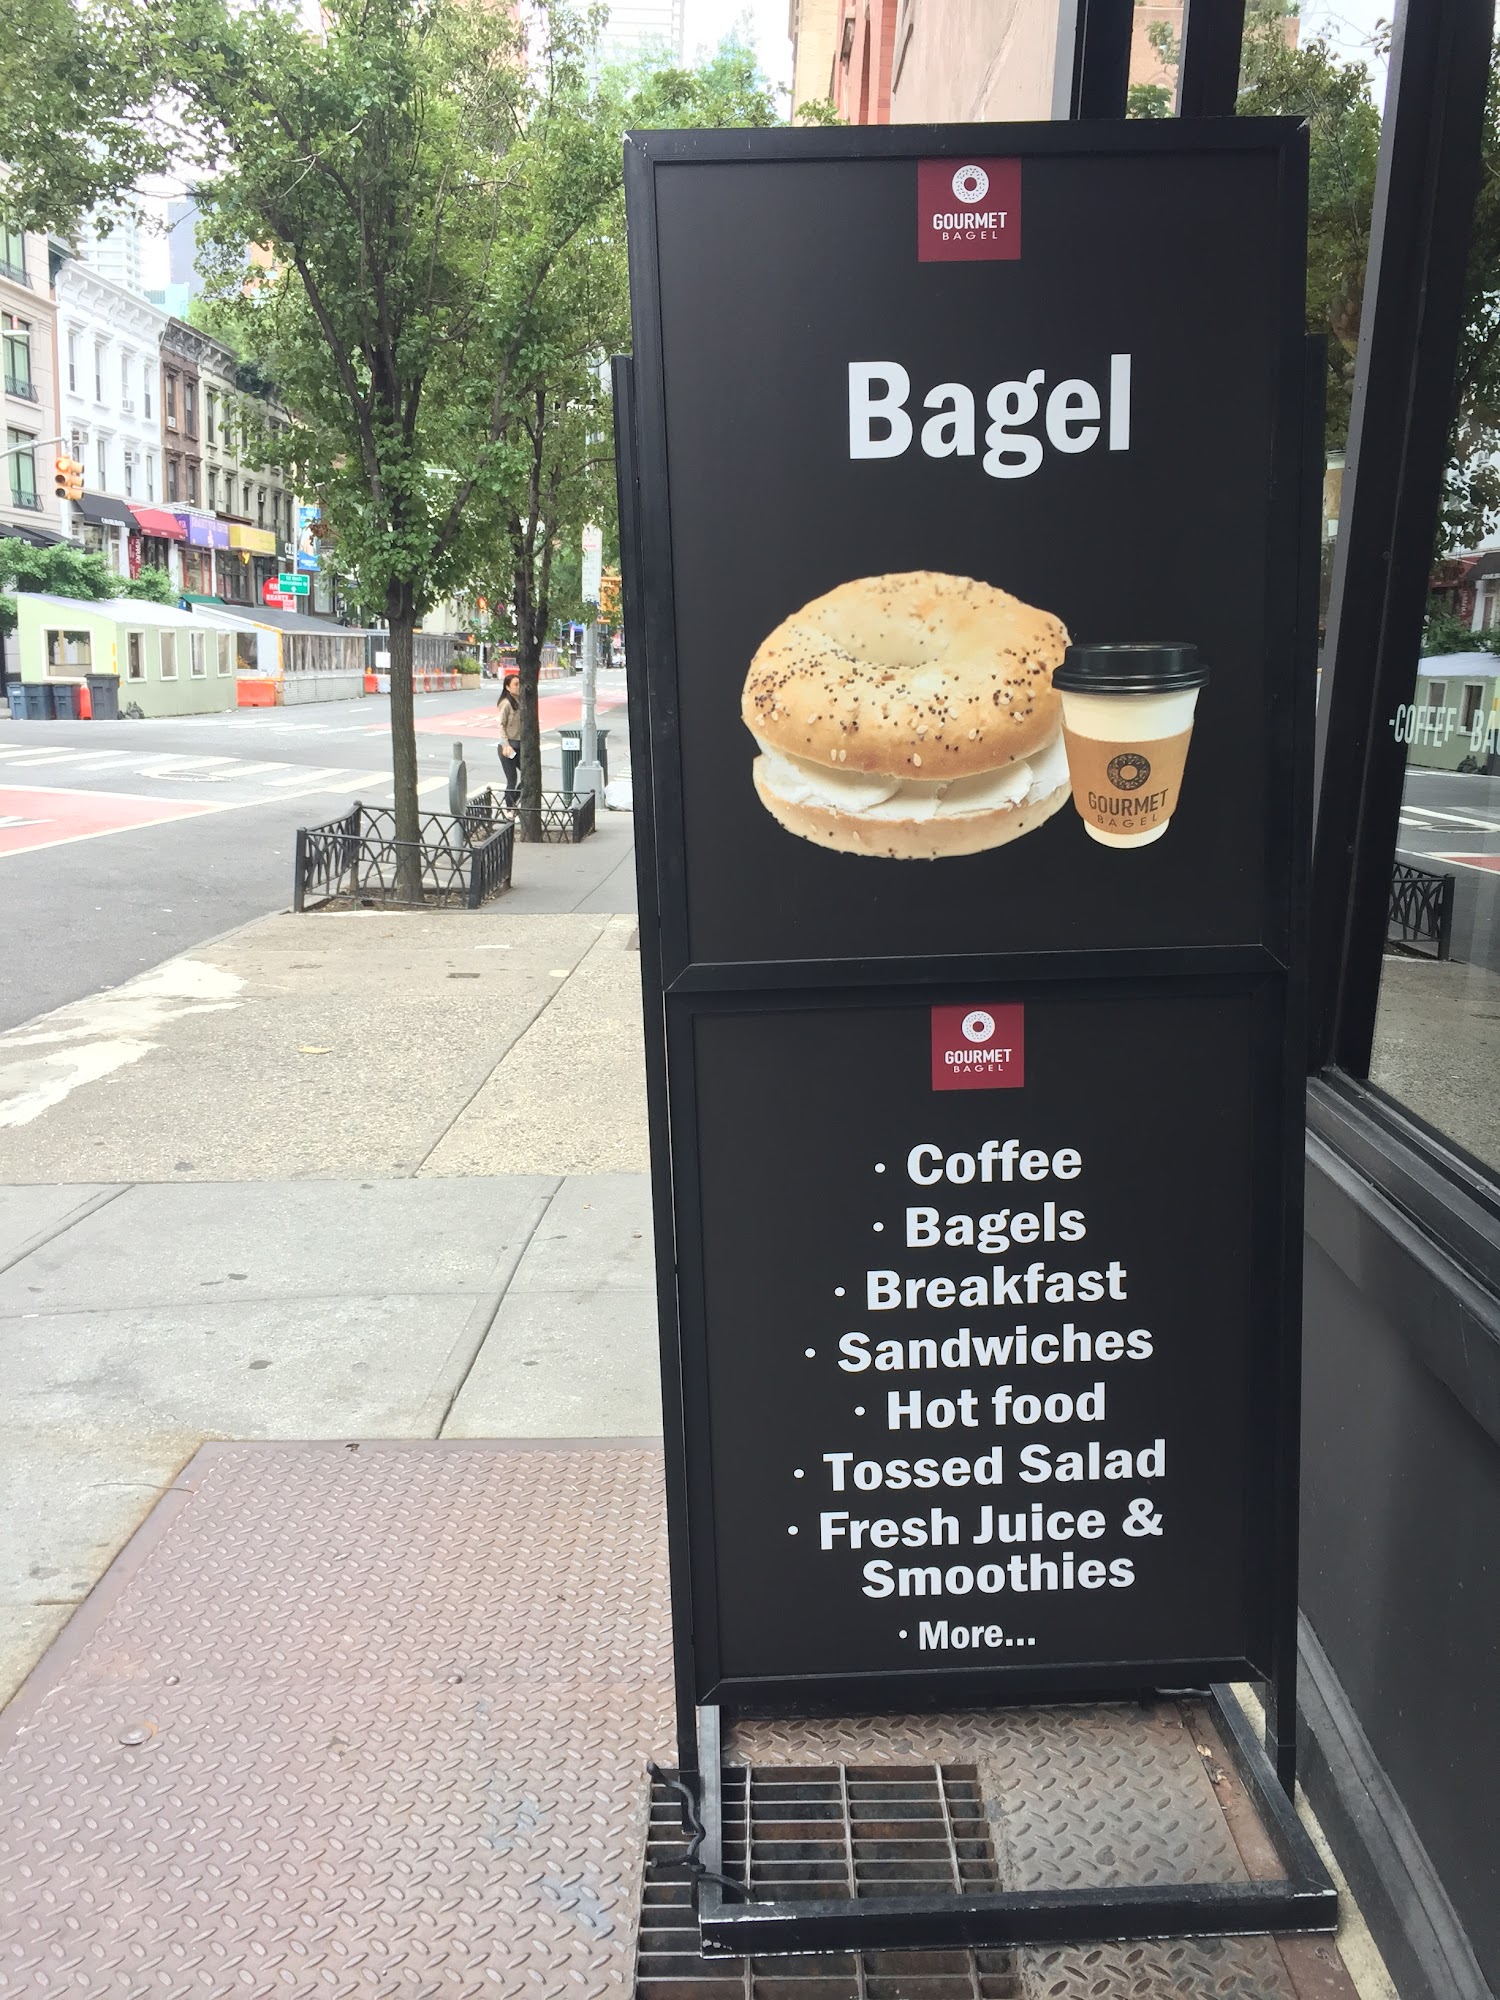 GOURMET
BAGEL
Bagel
GOURMET
BAGEL
GOURMET
BAGEL
· Coffee
· Bagels
· Breakfast
· Sandwiches
· Hot food
· Tossed Salad
· Fresh Juice &
Smoothies
· More...
-COFFEE